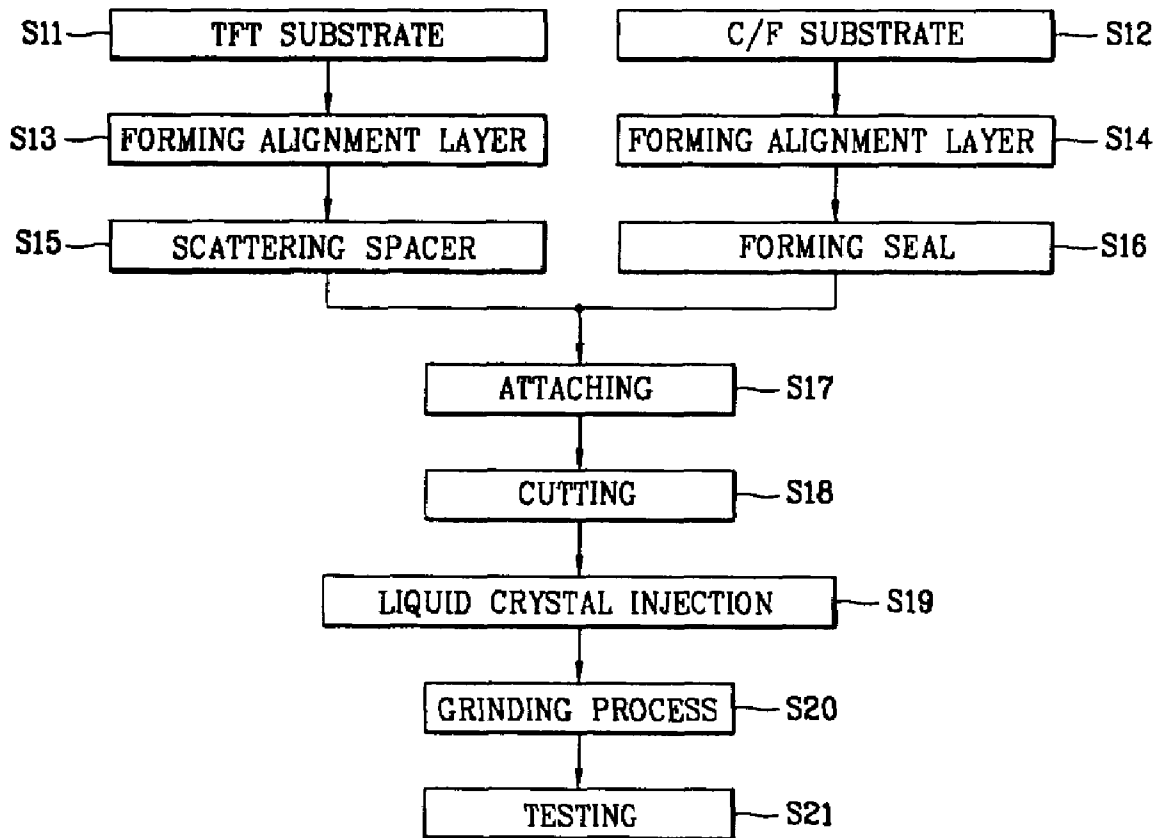 S11 TFT SUBSTRATE C/F SUBSTRATE S12
S13 FORMING ALIGNMENT LAYER FORMING ALIGNMENT LAYER S14
S15 SCATTERING SPACER FORMING SEAL S16
ATTACHING S17
CUTTING S18
LIQUID CRYSTAL INJECTION S19
GRINDING PROCESS S20
TESTING S21